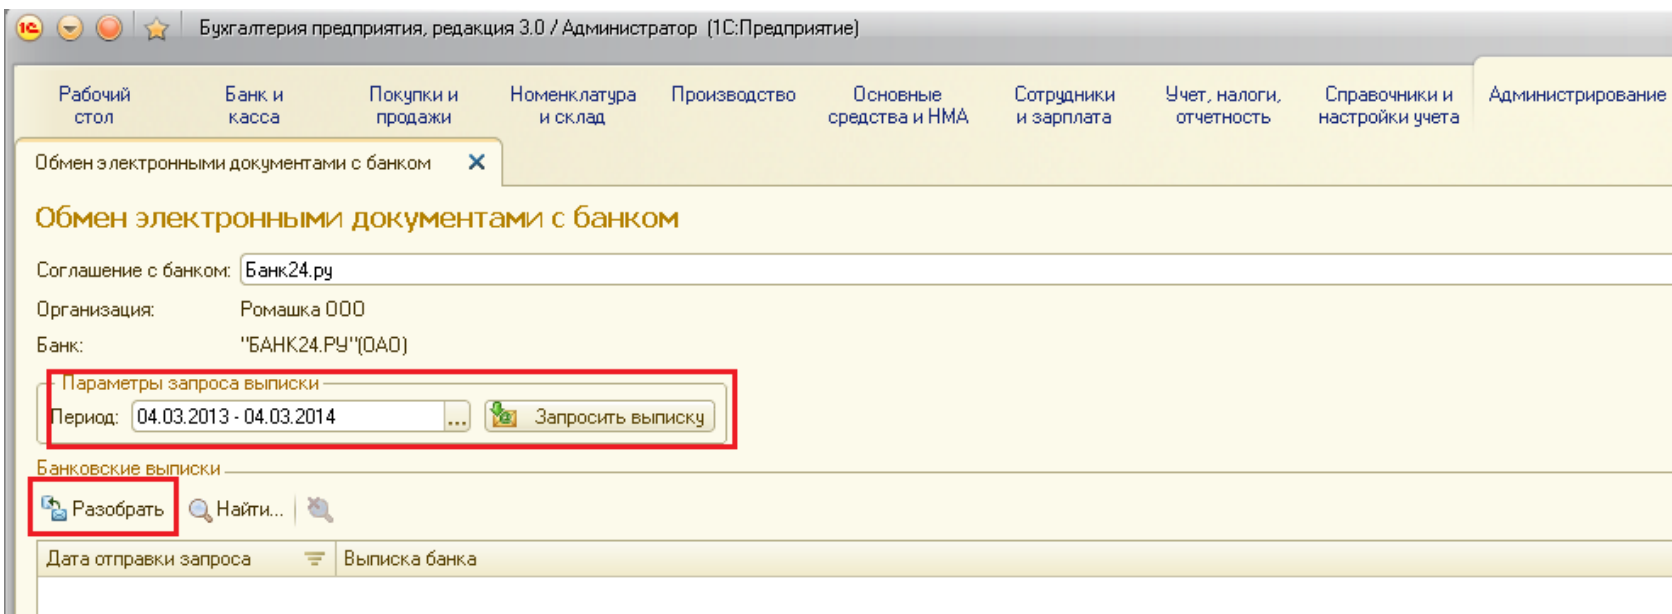 1С Бухгалтерия предприятия, редакция 3.0 / Администратор (1С:Предприятие)
Рабочий стол
Банк и касса
Покупки и продажи
Номенклатура и склад
Производство
Основные средства и НМА
Сотрудники и зарплата
Учет, налоги, отчетность
Справочники и настройки учета
Администрирование
Обмен электронными документами с банком
Обмен электронными документами с банком
Соглашение с банком: Банк24.ру
Организация: Ромашка ООО
Банк: "БАНК24.РУ"(ОАО)
Параметры запроса выписки
Период: 04.03.2013 - 04.03.2014 ... Запросить выписку
Банковские выписки
Разобрать Найти...
Дата отправки запроса Выписка банка